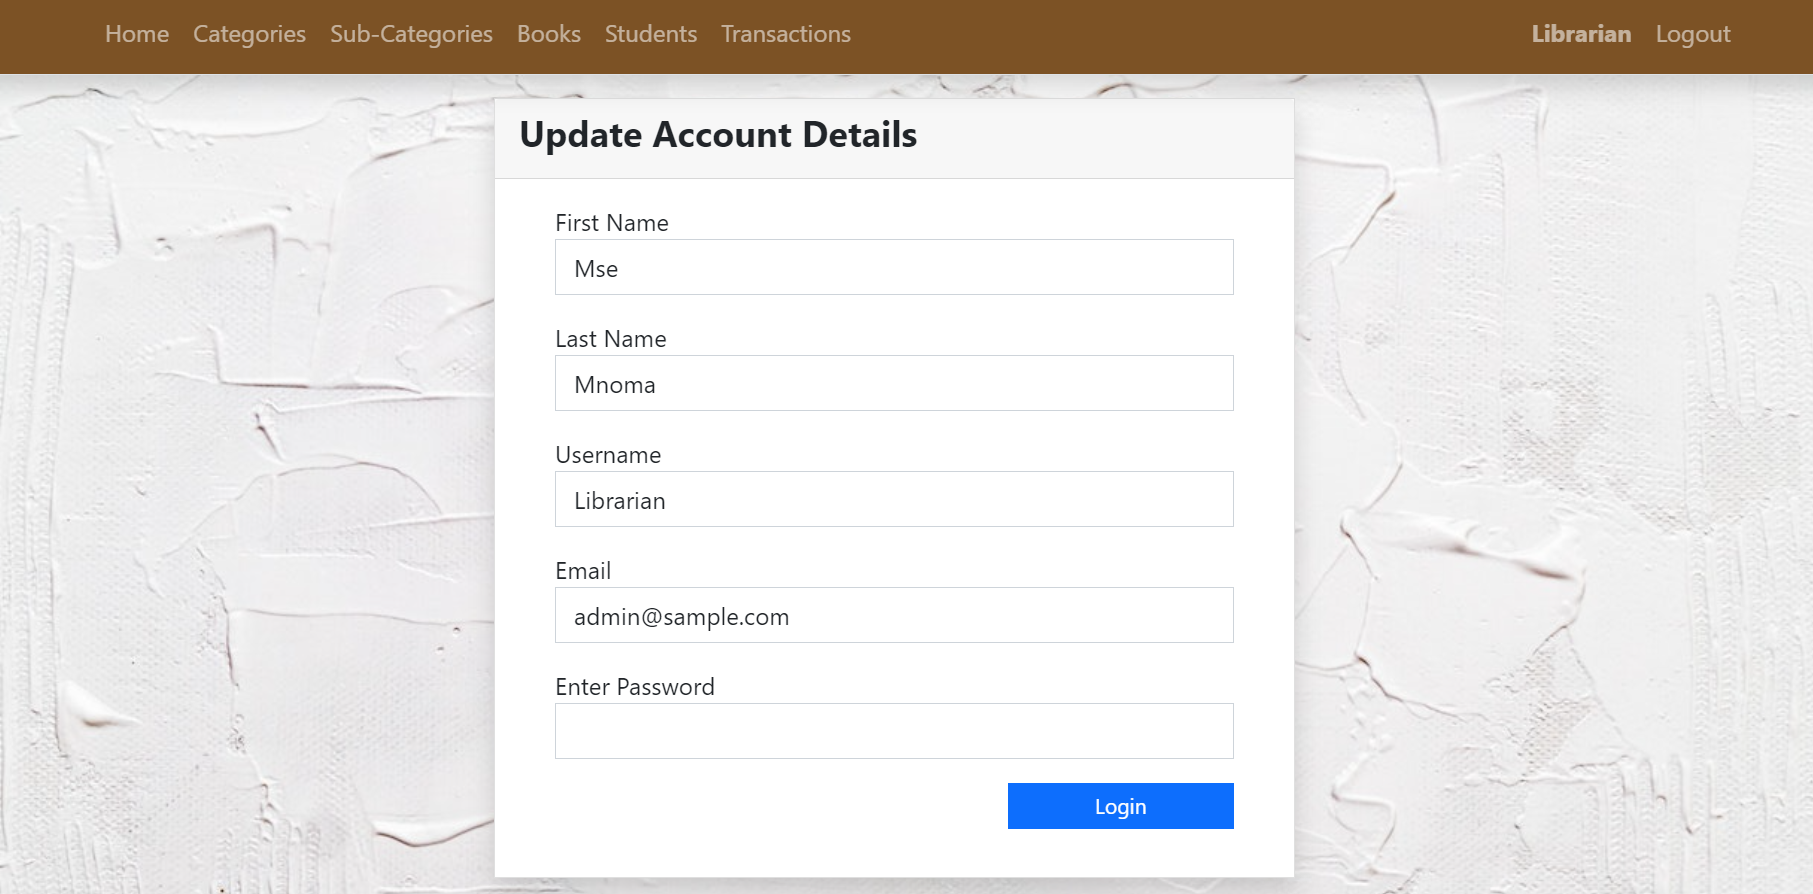 Home Categories Sub-Categories Books Students Transactions Librarian Logout
Update Account Details
First Name
Mse
Last Name
Mnoma
Username
Librarian
Email
admin@sample.com
Enter Password
Login